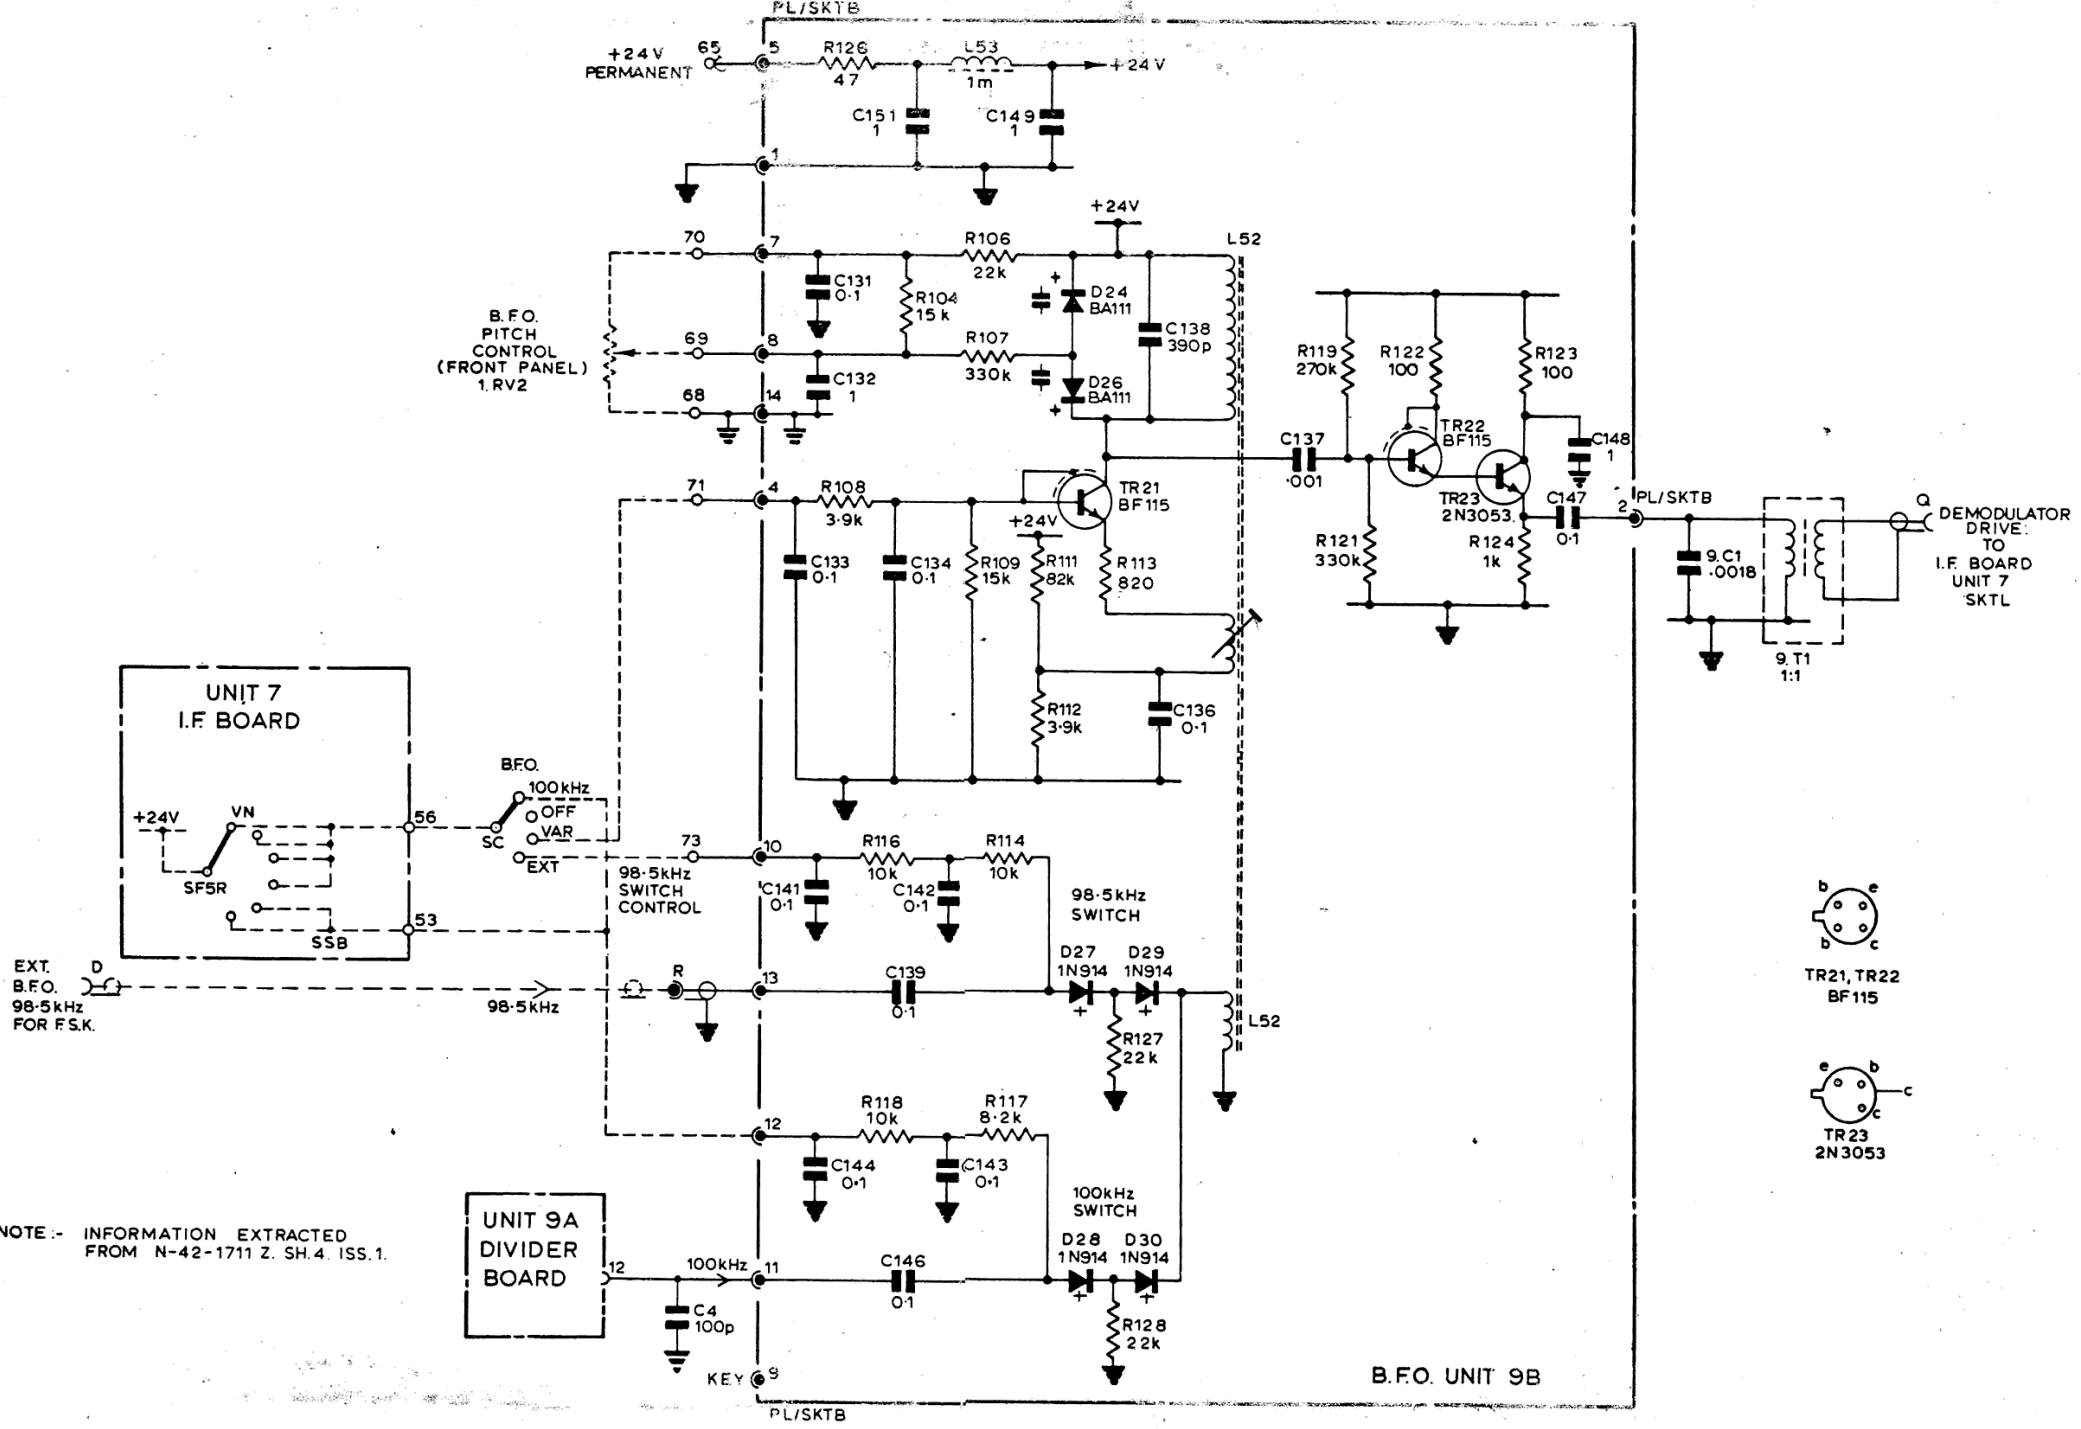 PL/SKTB
+24V
PERMANENT
65
5
R126
47
L53
1m
+24V
C151
1
C149
1
1
+24V
70
7
R106
22k
L52
C131
0·1
R104
15k
+
D24
BA111
C138
390p
B.F.O.
PITCH
CONTROL
(FRONT PANEL)
1.RV2
69
8
R107
330k
C132
1
D26
BA111
+
68
14
R119
270k
R122
100
R123
100
C137
·001
TR22
BF115
C148
1
71
4
R108
3·9k
TR21
BF115
+24V
TR23
2N3053
C147
0·1
2
PL/SKTB
Q
DEMODULATOR
DRIVE:
TO
I.F. BOARD
UNIT 7
SKTL
C133
0·1
C134
0·1
R109
15k
R111
82k
R113
820
R121
330k
R124
1k
9.C1
.0018
9.T1
1:1
R112
3·9k
C136
0·1
UNIT 7
I.F. BOARD
+24V
VN
SF5R
SSB
56
53
B.F.O.
100kHz
OFF
VAR
EXT
SC
73
10
98·5kHz
SWITCH
CONTROL
R116
10k
R114
10k
C141
0·1
C142
0·1
98·5kHz
SWITCH
D27
1N914
D29
1N914
+
+
EXT.
B.F.O.
98·5kHz
FOR F.S.K.
D
98·5kHz
R
13
C139
0·1
R127
22k
L52
12
R118
10k
R117
8·2k
C144
0·1
C143
0·1
100kHz
SWITCH
D28
1N914
D30
1N914
+
+
NOTE:- INFORMATION EXTRACTED
FROM N-42-1711 Z. SH.4. ISS.1.
UNIT 9A
DIVIDER
BOARD
12
100kHz
11
C146
0·1
C4
100p
R128
22k
KEY
9
PL/SKTB
B.F.O. UNIT 9B
b
e
b
c
TR21, TR22
BF115
e
b
c
c
TR23
2N3053